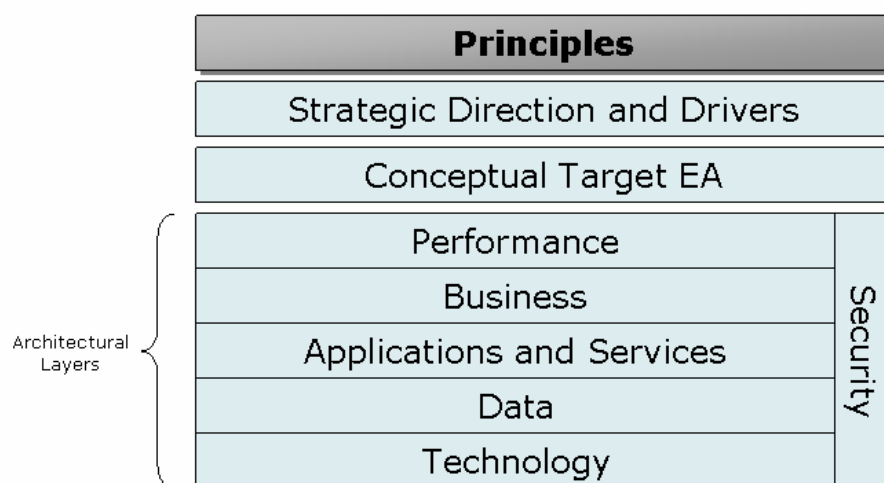 Principles
Strategic Direction and Drivers
Conceptual Target EA
Architectural
Layers
Performance
Business
Applications and Services
Data
Technology
Security